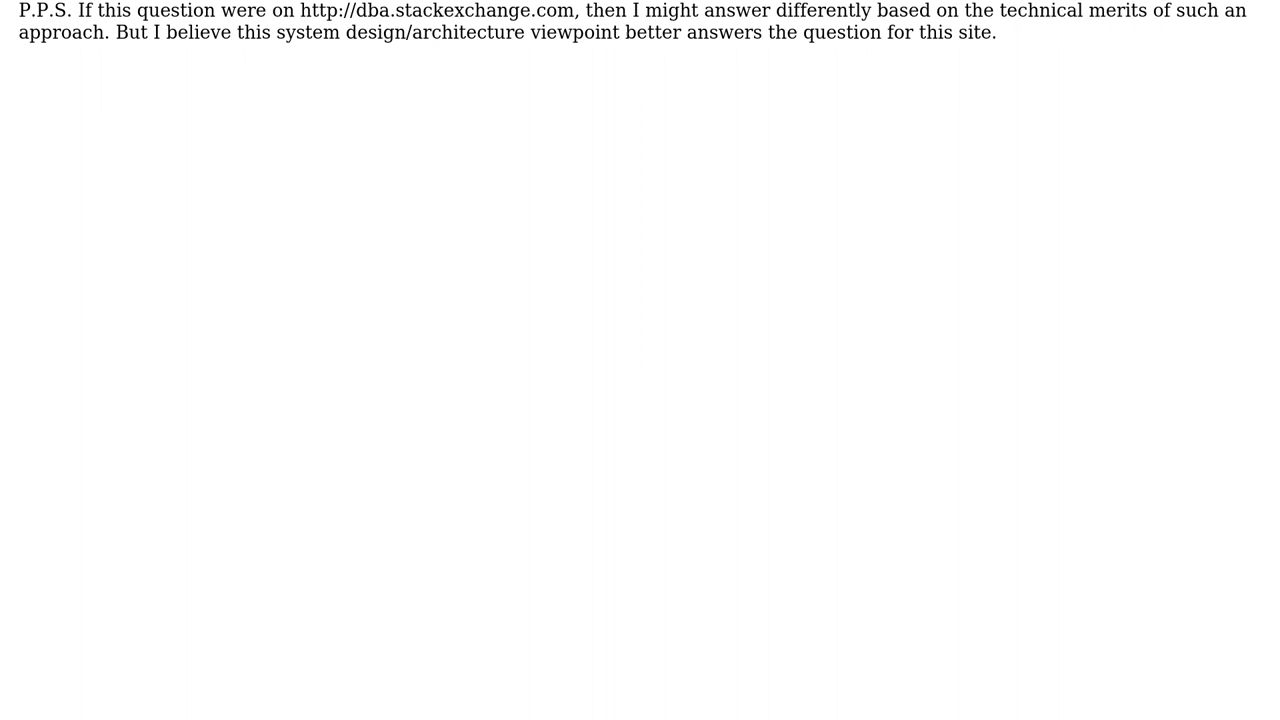 P.P.S. If this question were on http://dba.stackexchange.com, then I might answer differently based on the technical merits of such an
approach. But I believe this system design/architecture viewpoint better answers the question for this site.